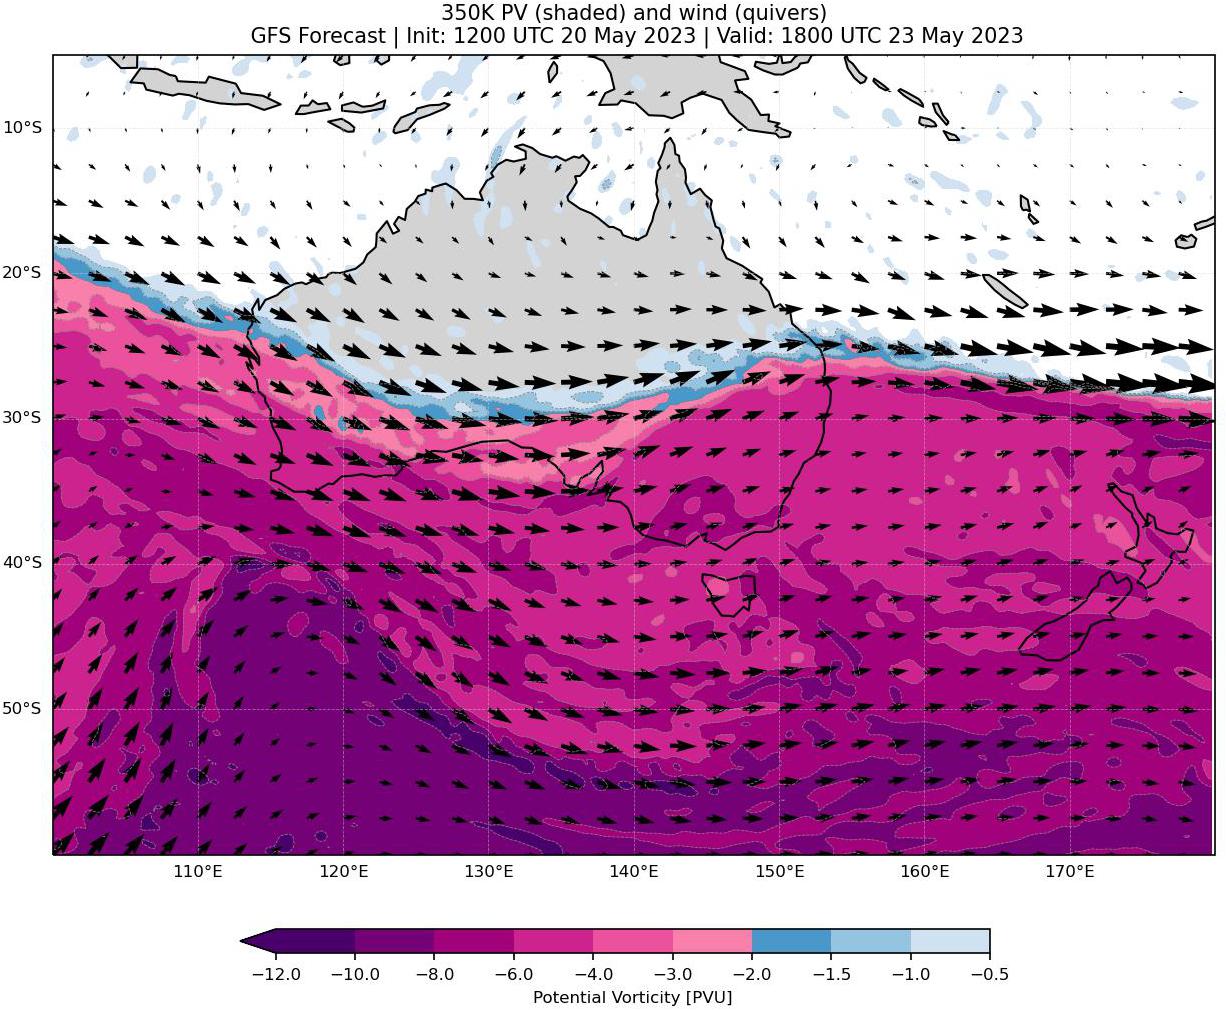 350K PV (shaded) and wind (quivers)
GFS Forecast | Init: 1200 UTC 20 May 2023 | Valid: 1800 UTC 23 May 2023
10°S
20°S
30°S
40°S
50°S
110°E 120°E 130°E 140°E 150°E 160°E 170°E
−12.0 −10.0 −8.0 −6.0 −4.0 −3.0 −2.0 −1.5 −1.0 −0.5
Potential Vorticity [PVU]